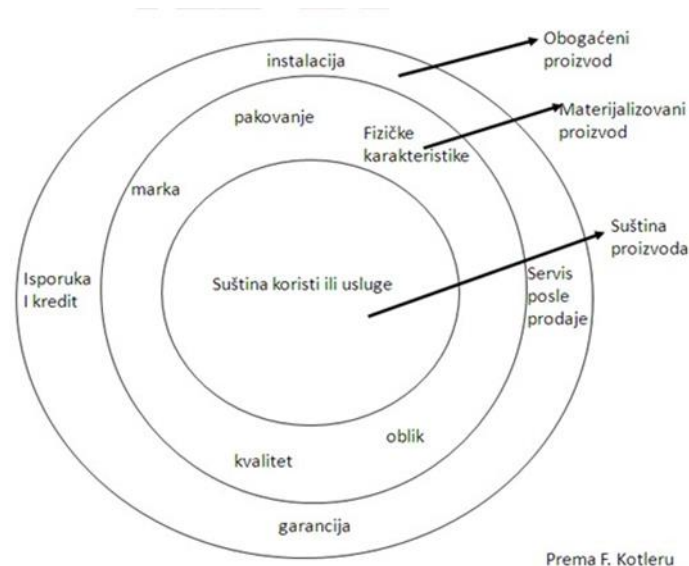 instalacija
Obogaćeni
proizvod
pakovanje
Fizičke
karakteristike
Materijalizovani
proizvod
marka
Suština
proizvoda
Isporuka
I kredit
Suština koristi ili usluge
Servis
posle
prodaje
oblik
kvalitet
garancija
Prema F. Kotleru